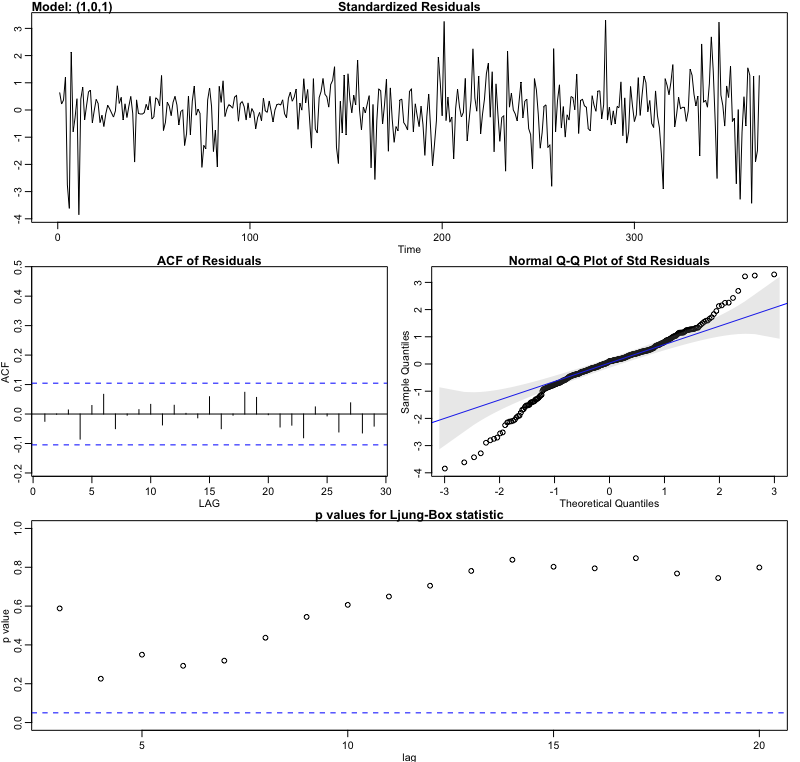 Model: (1,0,1) Standardized Residuals
3
2
1
0
-1
-2
-3
-4
0 100 200 300
Time
ACF of Residuals
ACF
0.5
0.4
0.3
0.2
0.1
0.0
-0.1
-0.2
0 5 10 15 20 25 30
LAG
Normal Q-Q Plot of Std Residuals
Sample Quantiles
3
2
1
0
-1
-2
-3
-4
-3 -2 -1 0 1 2 3
Theoretical Quantiles
p values for Ljung-Box statistic
p value
1.0
0.8
0.6
0.4
0.2
0.0
5 10 15 20
lag